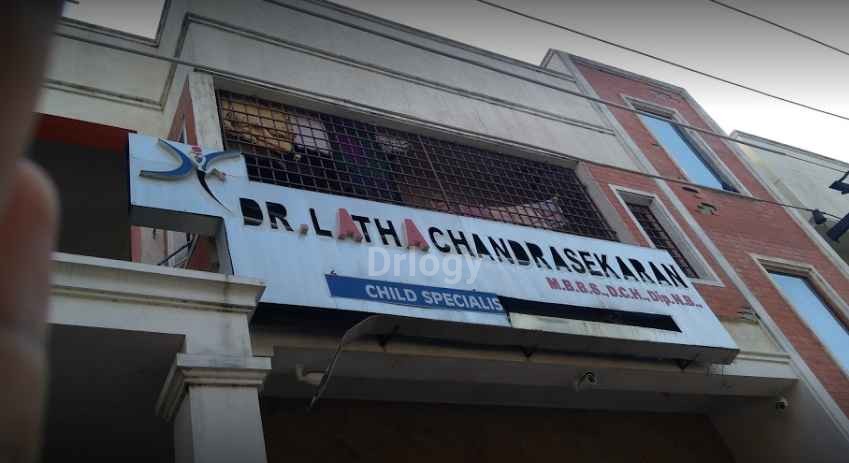 DR.LATHA CHANDRASEKARAN
M.B.B.S.,D.C.H.,Dip.N.B.,
CHILD SPECIALIS
Drlogy